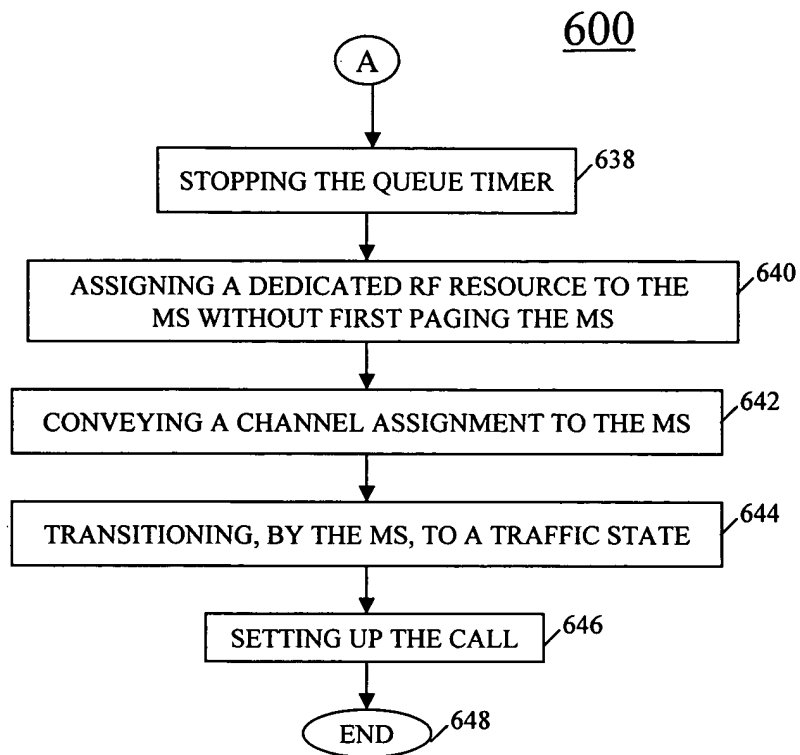 600
A
STOPPING THE QUEUE TIMER
638
ASSIGNING A DEDICATED RF RESOURCE TO THE
MS WITHOUT FIRST PAGING THE MS
640
CONVEYING A CHANNEL ASSIGNMENT TO THE MS
642
TRANSITIONING, BY THE MS, TO A TRAFFIC STATE
644
SETTING UP THE CALL
646
END
648